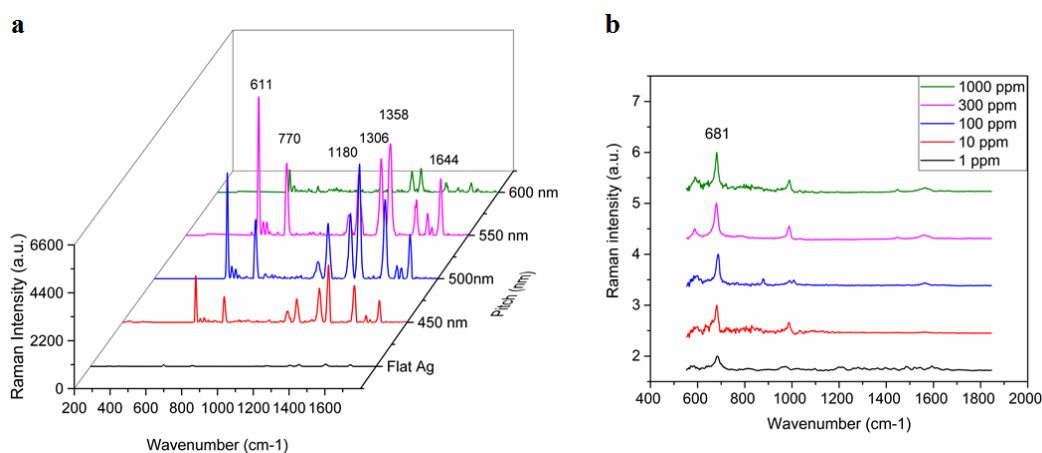 a
611
770
1180
1306
1358
1644
600 nm
550 nm
500nm
450 nm
Flat Ag
Pitch (nm)
Raman Intensity (a.u.)
6600
4400
2200
0
200 400 600 800 1000 1200 1400 1600
Wavenumber (cm-1)
b
1000 ppm
300 ppm
100 ppm
10 ppm
1 ppm
681
Raman intensity (a.u.)
7
6
5
4
3
2
400 600 800 1000 1200 1400 1600 1800 2000
Wavenumber (cm-1)